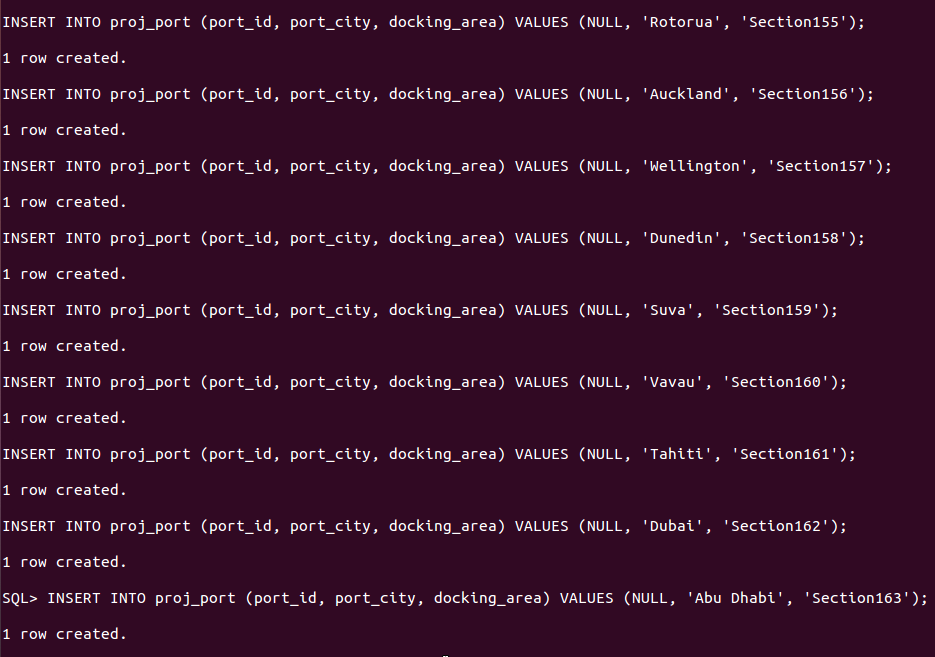 INSERT INTO proj_port (port_id, port_city, docking_area) VALUES (NULL, 'Rotorua', 'Section155');
1 row created.
INSERT INTO proj_port (port_id, port_city, docking_area) VALUES (NULL, 'Auckland', 'Section156');
1 row created.
INSERT INTO proj_port (port_id, port_city, docking_area) VALUES (NULL, 'Wellington', 'Section157');
1 row created.
INSERT INTO proj_port (port_id, port_city, docking_area) VALUES (NULL, 'Dunedin', 'Section158');
1 row created.
INSERT INTO proj_port (port_id, port_city, docking_area) VALUES (NULL, 'Suva', 'Section159');
1 row created.
INSERT INTO proj_port (port_id, port_city, docking_area) VALUES (NULL, 'Vavau', 'Section160');
1 row created.
INSERT INTO proj_port (port_id, port_city, docking_area) VALUES (NULL, 'Tahiti', 'Section161');
1 row created.
INSERT INTO proj_port (port_id, port_city, docking_area) VALUES (NULL, 'Dubai', 'Section162');
1 row created.
SQL> INSERT INTO proj_port (port_id, port_city, docking_area) VALUES (NULL, 'Abu Dhabi', 'Section163');
1 row created.